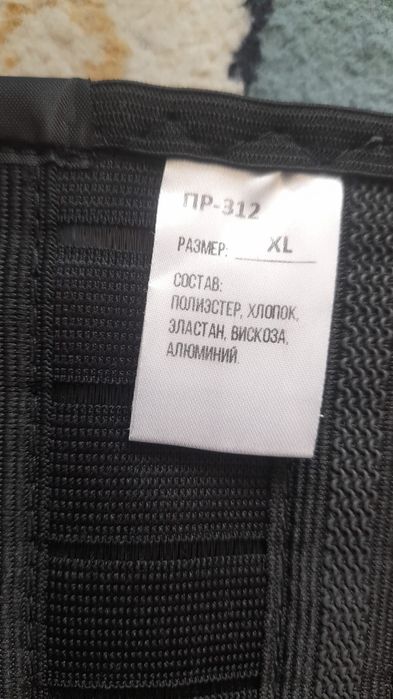 ПР-312
РАЗМЕР: XL
СОСТАВ:
ПОЛИЭСТЕР, ХЛОПОК,
ЭЛАСТАН, ВИСКОЗА,
АЛЮМИНИЙ.